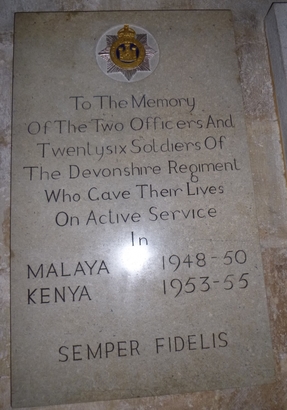 To The Memory
Of The Two Officers And
Twentysix Soldiers Of
The Devonshire Regiment
Who Gave Their Lives
On Active Service
In
MALAYA 1948-50
KENYA 1953-55
SEMPER FIDELIS